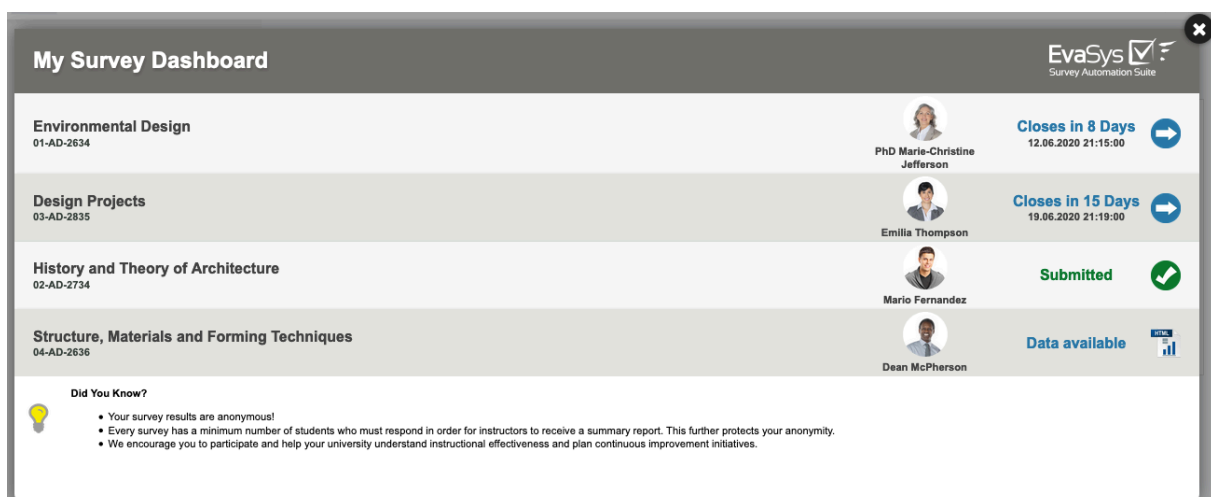 My Survey Dashboard
EvaSys
Survey Automation Suite
Environmental Design
01-AD-2634
PhD Marie-Christine
Jefferson
Closes in 8 Days
12.06.2020 21:15:00
Design Projects
03-AD-2835
Emilia Thompson
Closes in 15 Days
19.06.2020 21:19:00
History and Theory of Architecture
02-AD-2734
Mario Fernandez
Submitted
Structure, Materials and Forming Techniques
04-AD-2636
Dean McPherson
Data available
HTML
Did You Know?
• Your survey results are anonymous!
• Every survey has a minimum number of students who must respond in order for instructors to receive a summary report. This further protects your anonymity.
• We encourage you to participate and help your university understand instructional effectiveness and plan continuous improvement initiatives.